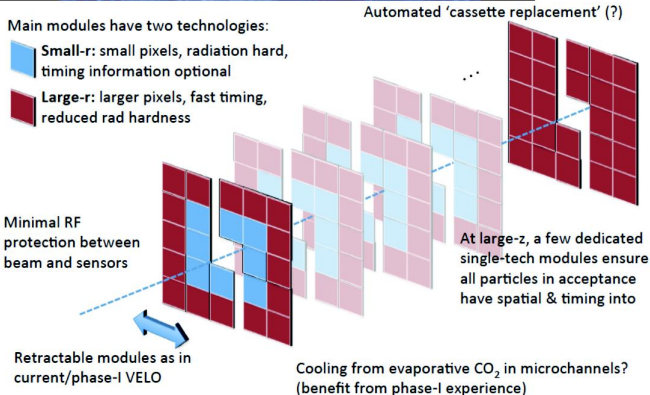 Automated ‘cassette replacement’ (?)
Main modules have two technologies:
Small-r: small pixels, radiation hard,
timing information optional
Large-r: larger pixels, fast timing,
reduced rad hardness
...
Minimal RF
protection between
beam and sensors
At large-z, a few dedicated
single-tech modules ensure
all particles in acceptance
have spatial & timing into
Retractable modules as in
current/phase-I VELO
Cooling from evaporative CO₂ in microchannels?
(benefit from phase-I experience)